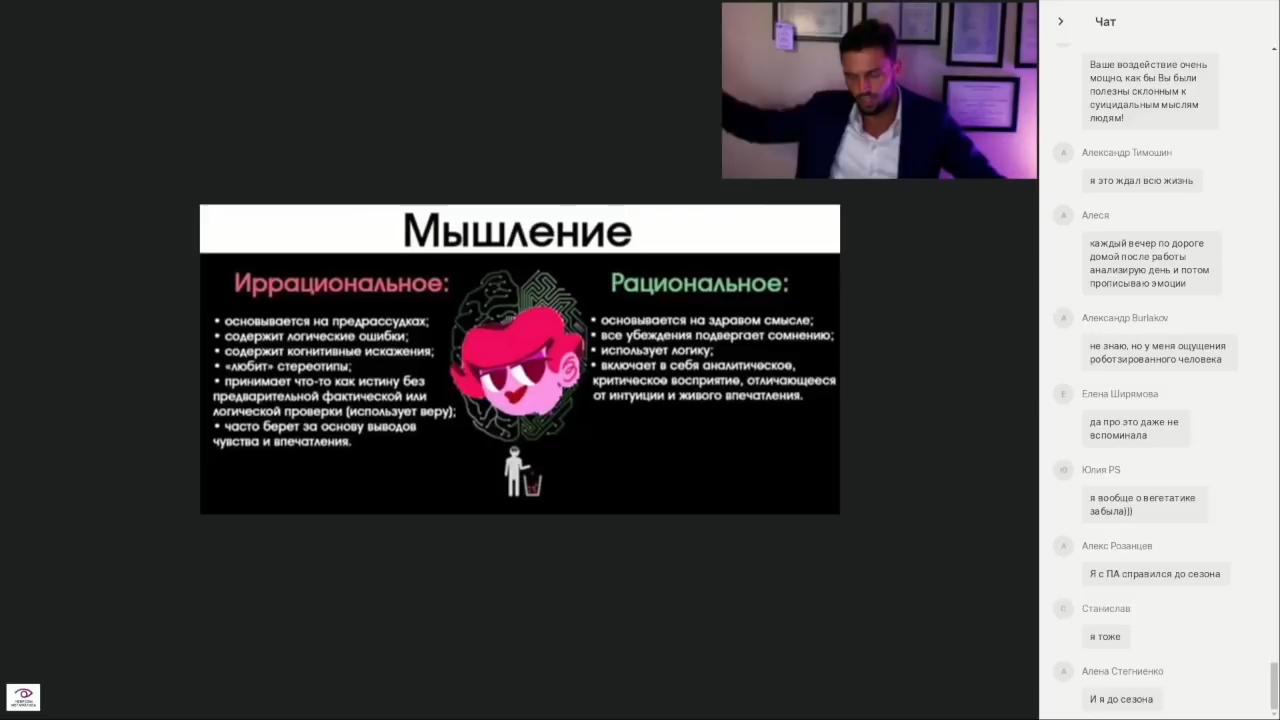 Чат
Ваше воздействие очень
мощно, как бы Вы были
полезны склонным к
суицидальным мыслям
людям!
А Александр Тимошин
я это ждал всю жизнь
А Алеся
каждый вечер по дороге
домой после работы
анализирую день и потом
прописываю эмоции
А Александр Burlakov
не знаю, но у меня ощущения
роботзированного человека
Е Елена Ширямова
да про это даже не
вспоминала
Ю Юлия PS
я вообще о вегетатике
забыла)))
А Алекс Розанцев
Я с ПА справился до сезона
С Станислав
я тоже
А Алена Стегниенко
И я до сезона
Мышление
Иррациональное:
• основывается на предрассудках;
• содержит логические ошибки;
• содержит когнитивные искажения;
• «любит» стереотипы;
• принимает что-то как истину без
предварительной фактической или
логической проверки (использует веру);
• часто берет за основу выводов
чувства и впечатления.
Рациональное:
• основывается на здравом смысле;
• все убеждения подвергает сомнению;
• использует логику;
• включает в себя аналитическое,
критическое восприятие, отличающееся
от интуиции и живого впечатления.